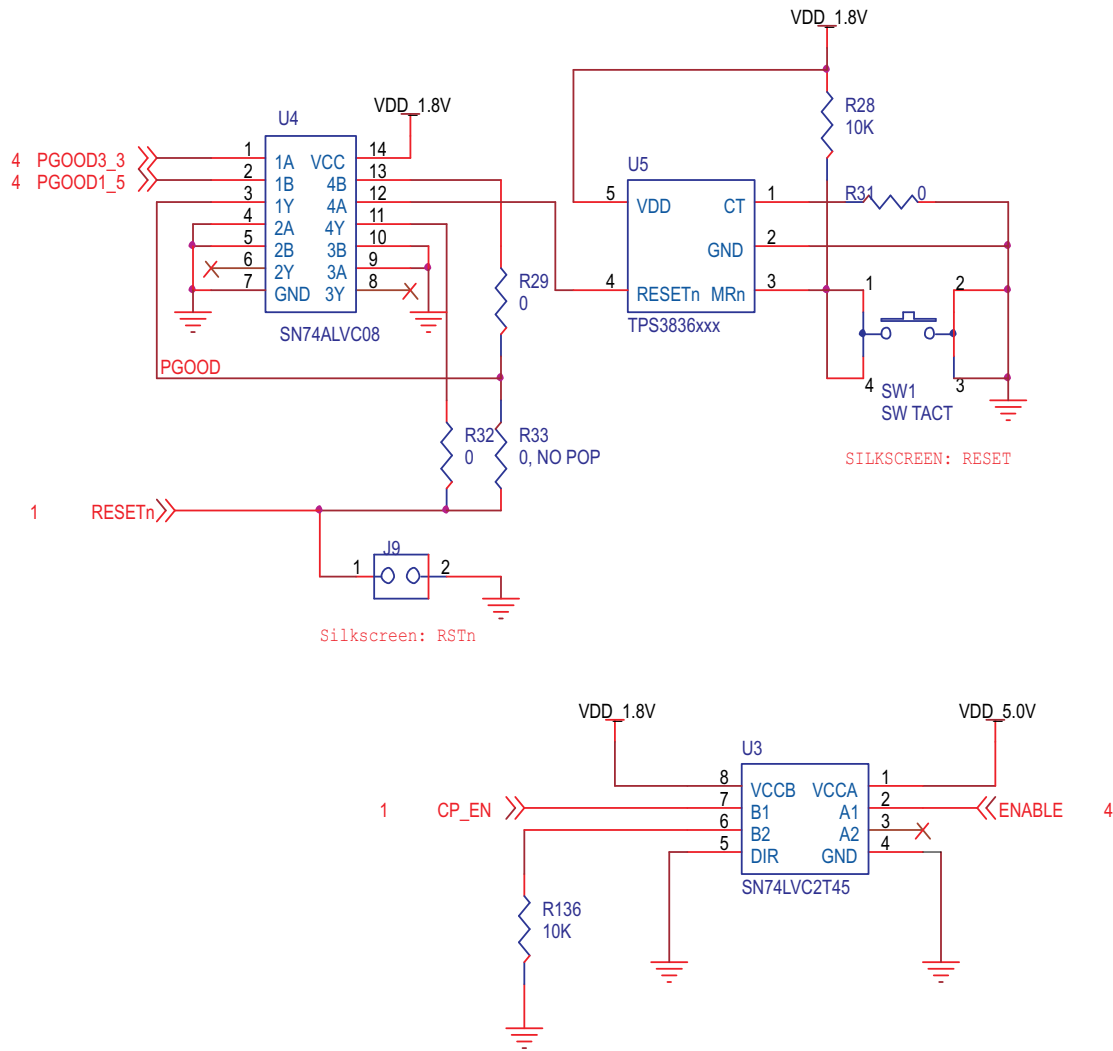 VDD_1.8V
R28
10K
U4
VDD_1.8V
4 PGOOD3_3
4 PGOOD1_5
1 1A VCC 14
2 1B 4B 13
3 1Y 4A 12
4 2A 4Y 11
5 2B 3B 10
6 2Y 3A 9
7 GND 3Y 8
SN74ALVC08
PGOOD
U5
5 VDD CT 1
GND 2
4 RESETn MRn 3
TPS3836xxx
R31 0
R29
0
1 2
4 3
SW1
SW TACT
SILKSCREEN: RESET
R32
0
R33
0, NO POP
1 RESETn
J9
1 2
Silkscreen: RSTn
VDD_1.8V
VDD_5.0V
U3
8 VCCB VCCA 1
7 B1 A1 2
6 B2 A2 3
5 DIR GND 4
SN74LVC2T45
1 CP_EN
ENABLE 4
R136
10K